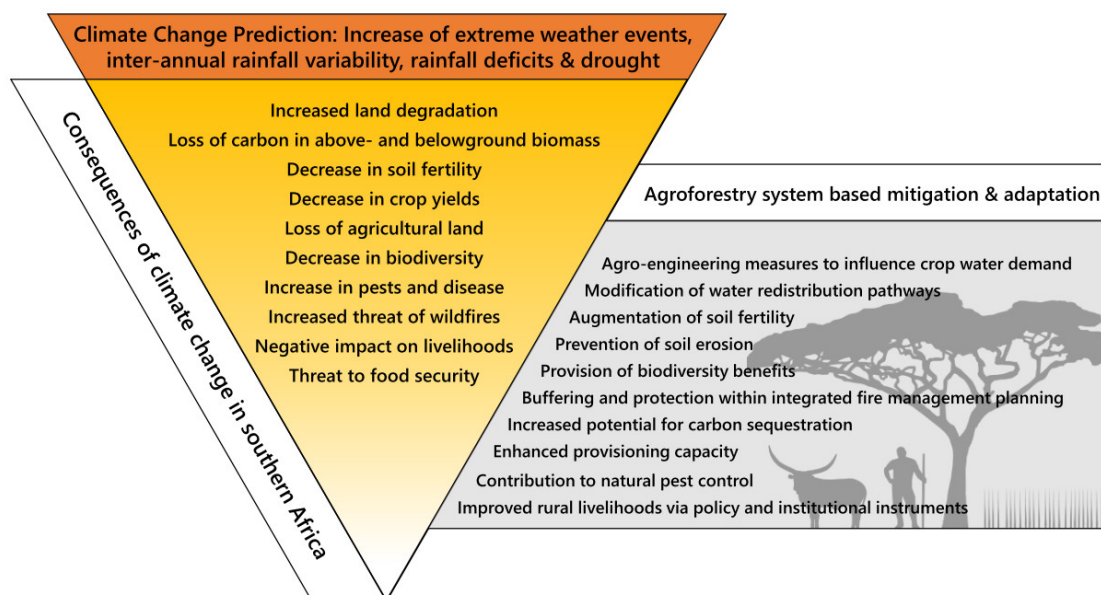 Climate Change Prediction: Increase of extreme weather events,
inter-annual rainfall variability, rainfall deficits & drought
Consequences of climate change in southern Africa
Increased land degradation
Loss of carbon in above- and belowground biomass
Decrease in soil fertility
Decrease in crop yields
Loss of agricultural land
Decrease in biodiversity
Increase in pests and disease
Increased threat of wildfires
Negative impact on livelihoods
Threat to food security
Agroforestry system based mitigation & adaptation
Agro-engineering measures to influence crop water demand
Modification of water redistribution pathways
Augmentation of soil fertility
Prevention of soil erosion
Provision of biodiversity benefits
Buffering and protection within integrated fire management planning
Increased potential for carbon sequestration
Enhanced provisioning capacity
Contribution to natural pest control
Improved rural livelihoods via policy and institutional instruments